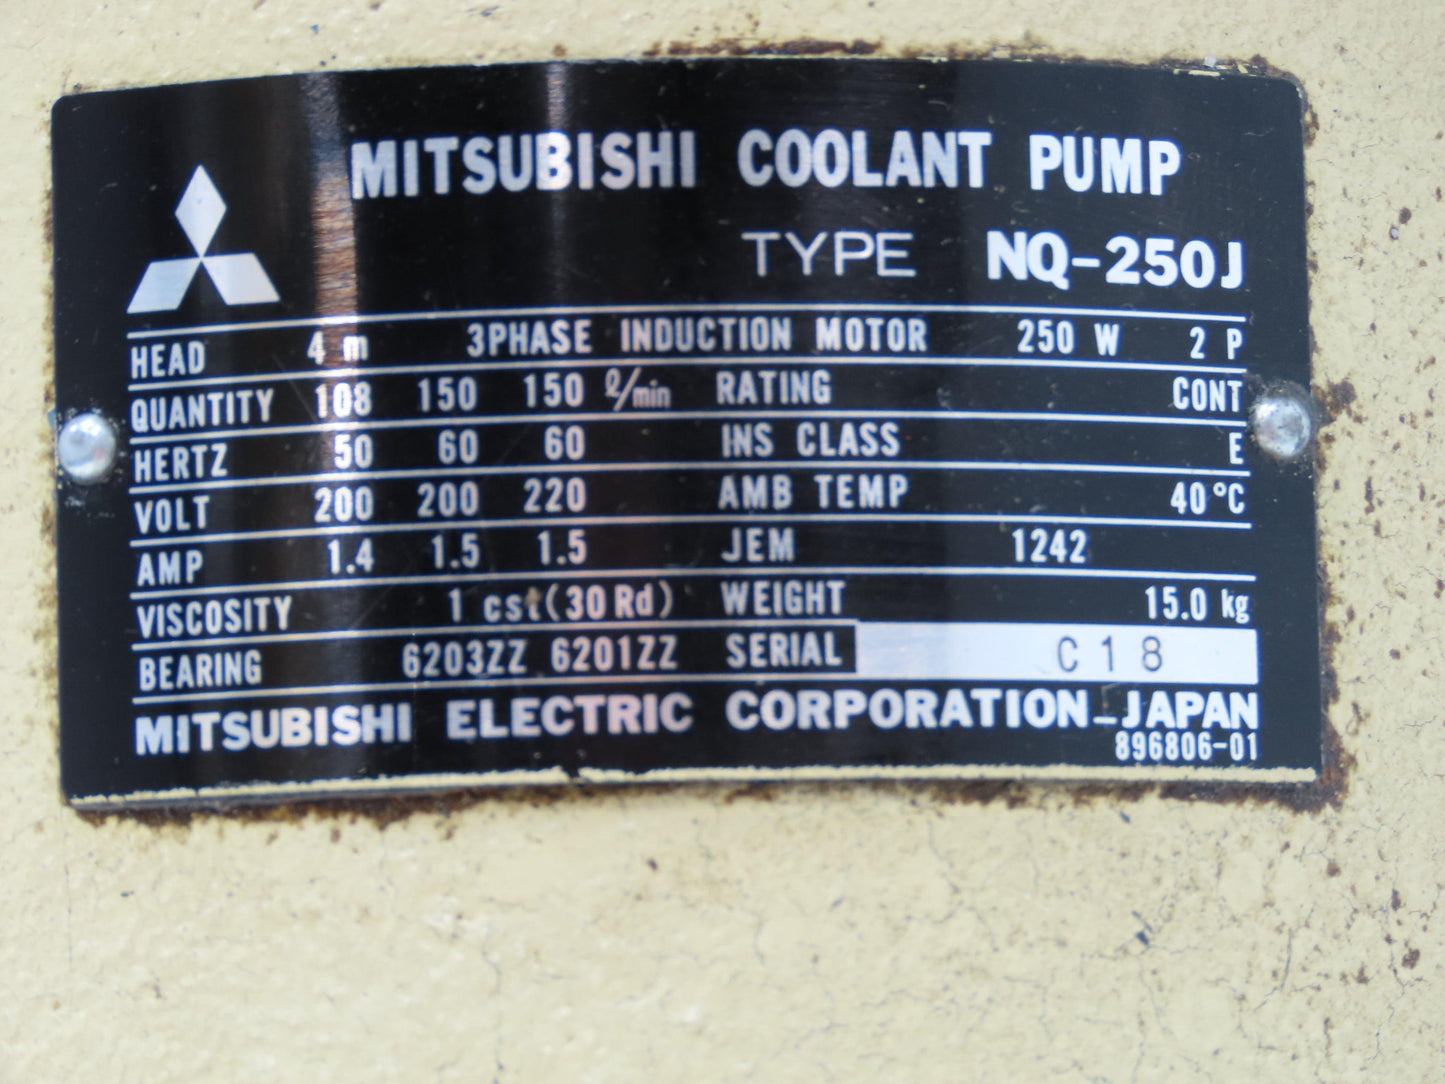 MITSUBISHI COOLANT PUMP
TYPE NQ-250J
HEAD 4 m 3PHASE INDUCTION MOTOR 250 W 2 P
QUANTITY 108 150 150 ℓ/min RATING CONT
HERTZ 50 60 60 INS CLASS E
VOLT 200 200 220 AMB TEMP 40°C
AMP 1.4 1.5 1.5 JEM 1242
VISCOSITY 1 cst(30Rd) WEIGHT 15.0 kg
BEARING 6203ZZ 6201ZZ SERIAL C18
MITSUBISHI ELECTRIC CORPORATION-JAPAN
896806-01